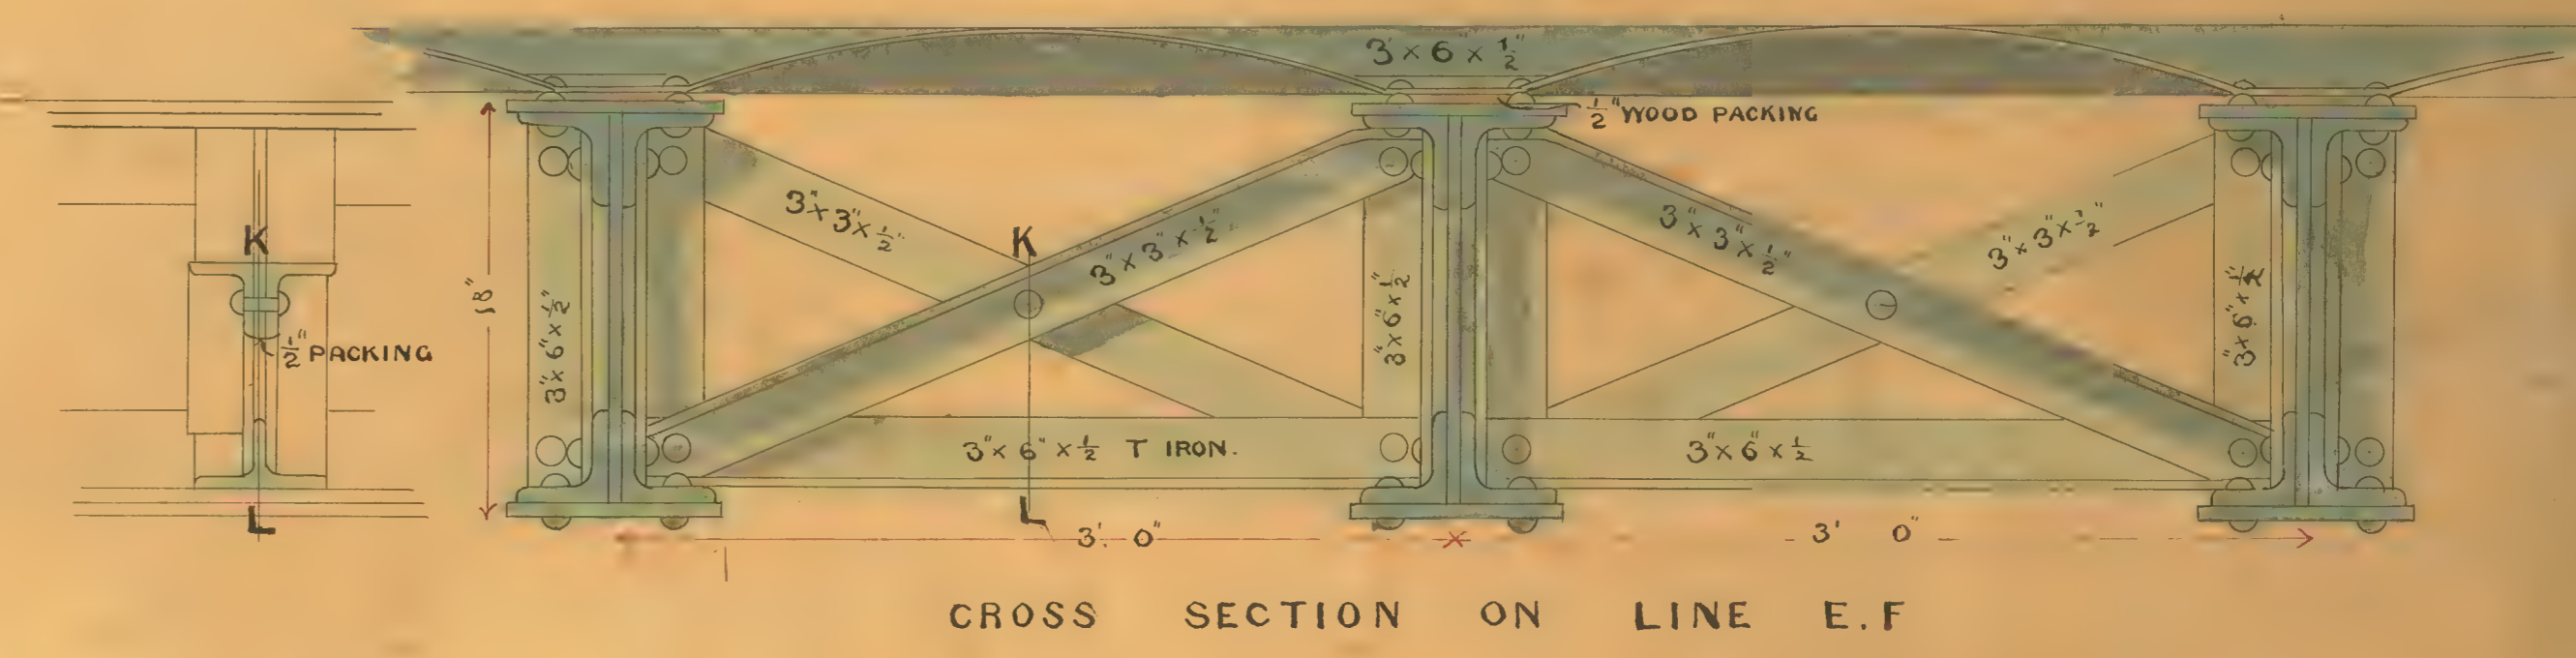 3 × 6" × 1/2"
1/2" WOOD PACKING
K
1/2" PACKING
L
18"
3" × 6" × 1/2"
3" × 3" × 1/2"
K
3" × 3" × 1/2"
3" × 6" × 1/2"
3" × 3" × 1/2"
3" × 3" × 1/2"
3" × 6" × 1/2"
3" × 6" × 1/2 T IRON.
3" × 6" × 1/2
L
3'. 0"
3' 0"
CROSS SECTION ON LINE E.F